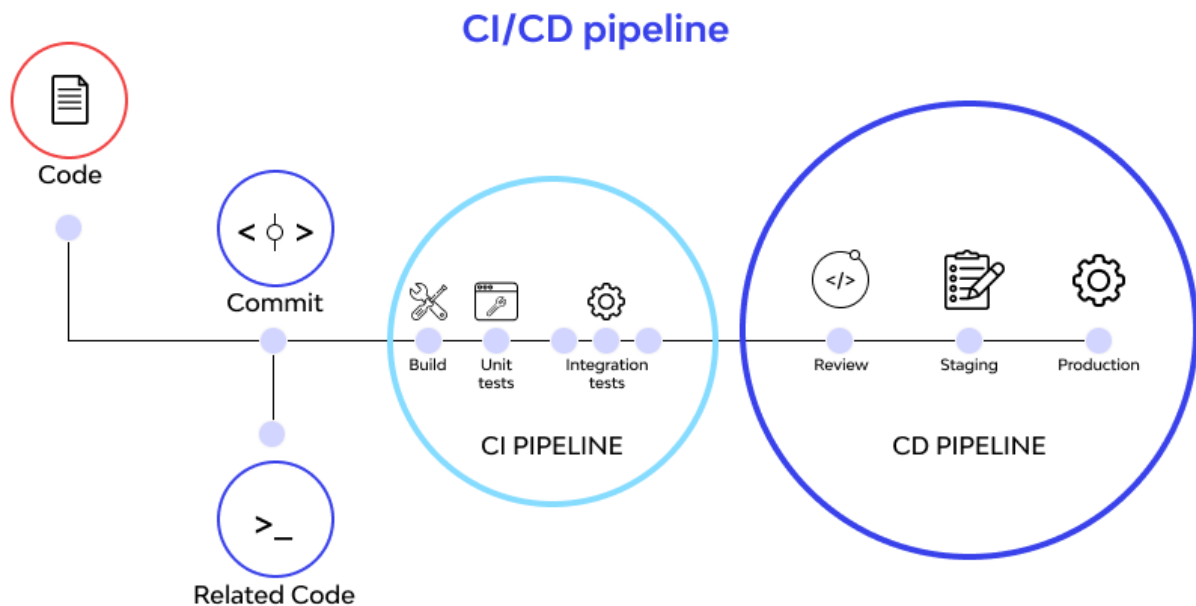 CI/CD pipeline
Code
< >
Commit
>_
Related Code
Build
Unit
tests
Integration
tests
CI PIPELINE
</>
Review
Staging
Production
CD PIPELINE